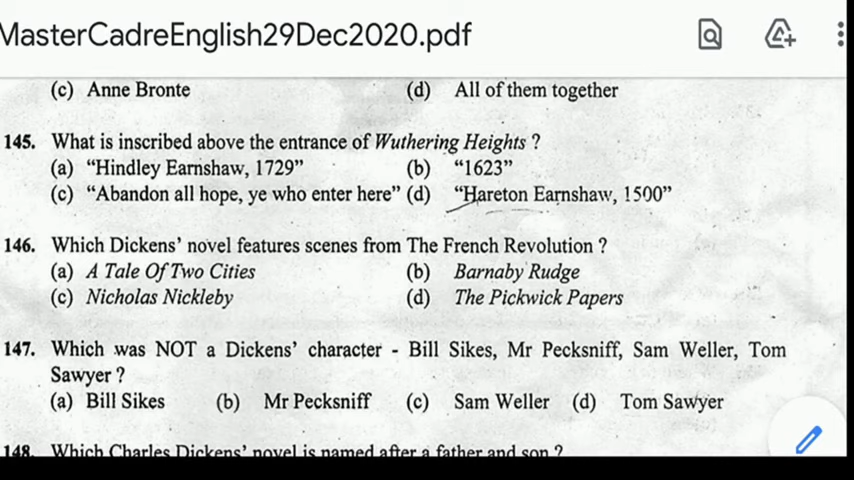 MasterCadreEnglish29Dec2020.pdf
(c) Anne Bronte (d) All of them together
145. What is inscribed above the entrance of Wuthering Heights ?
(a) “Hindley Earnshaw, 1729” (b) “1623”
(c) “Abandon all hope, ye who enter here” (d) “Hareton Earnshaw, 1500”
146. Which Dickens’ novel features scenes from The French Revolution ?
(a) A Tale Of Two Cities (b) Barnaby Rudge
(c) Nicholas Nickleby (d) The Pickwick Papers
147. Which was NOT a Dickens’ character - Bill Sikes, Mr Pecksniff, Sam Weller, Tom
Sawyer ?
(a) Bill Sikes (b) Mr Pecksniff (c) Sam Weller (d) Tom Sawyer
148. Which Charles Dickens’ novel is named after a father and son ?